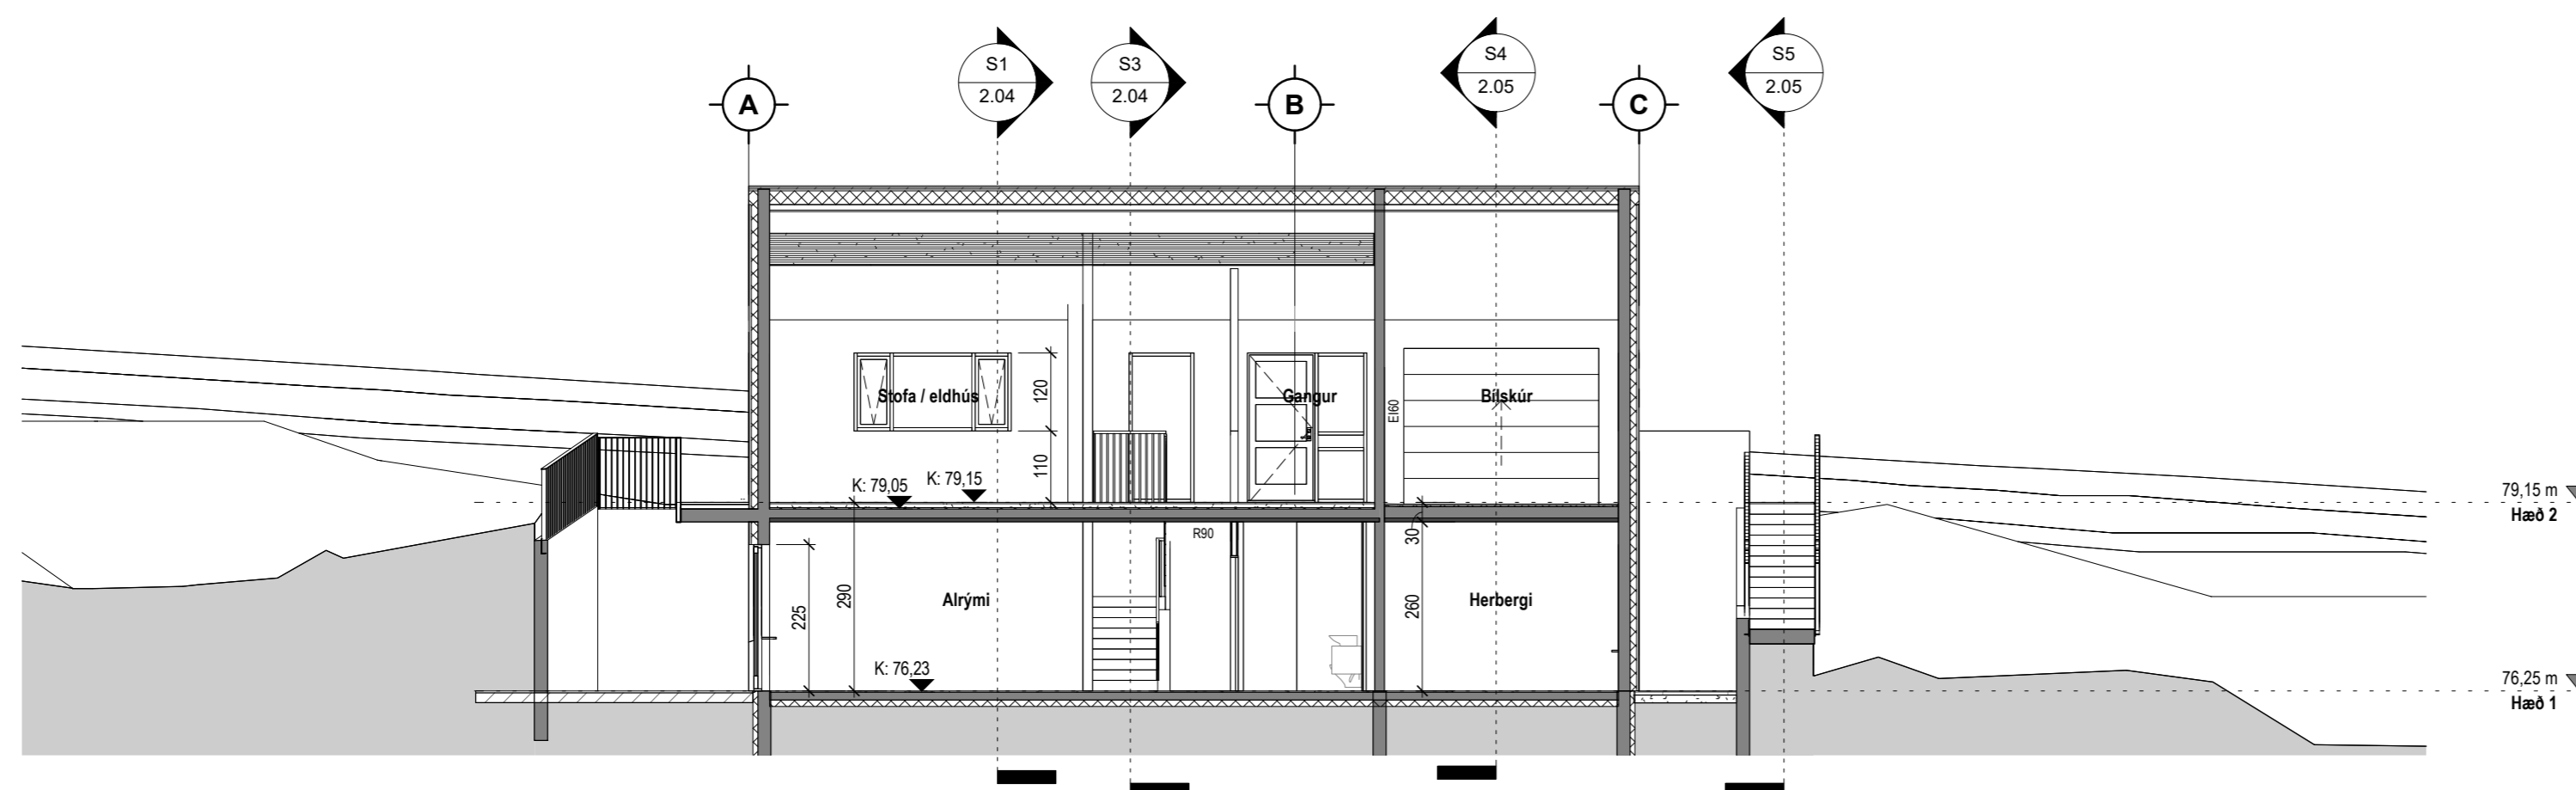 S1
2.04
S3
2.04
S4
2.05
S5
2.05
A
B
C
Stofa / eldhús
120
Gangur
EI60
Bílskúr
110
K: 79,05
K: 79,15
79,15 m
Hæð 2
R90
30
225
290
Alrými
260
Herbergi
K: 76,23
76,25 m
Hæð 1